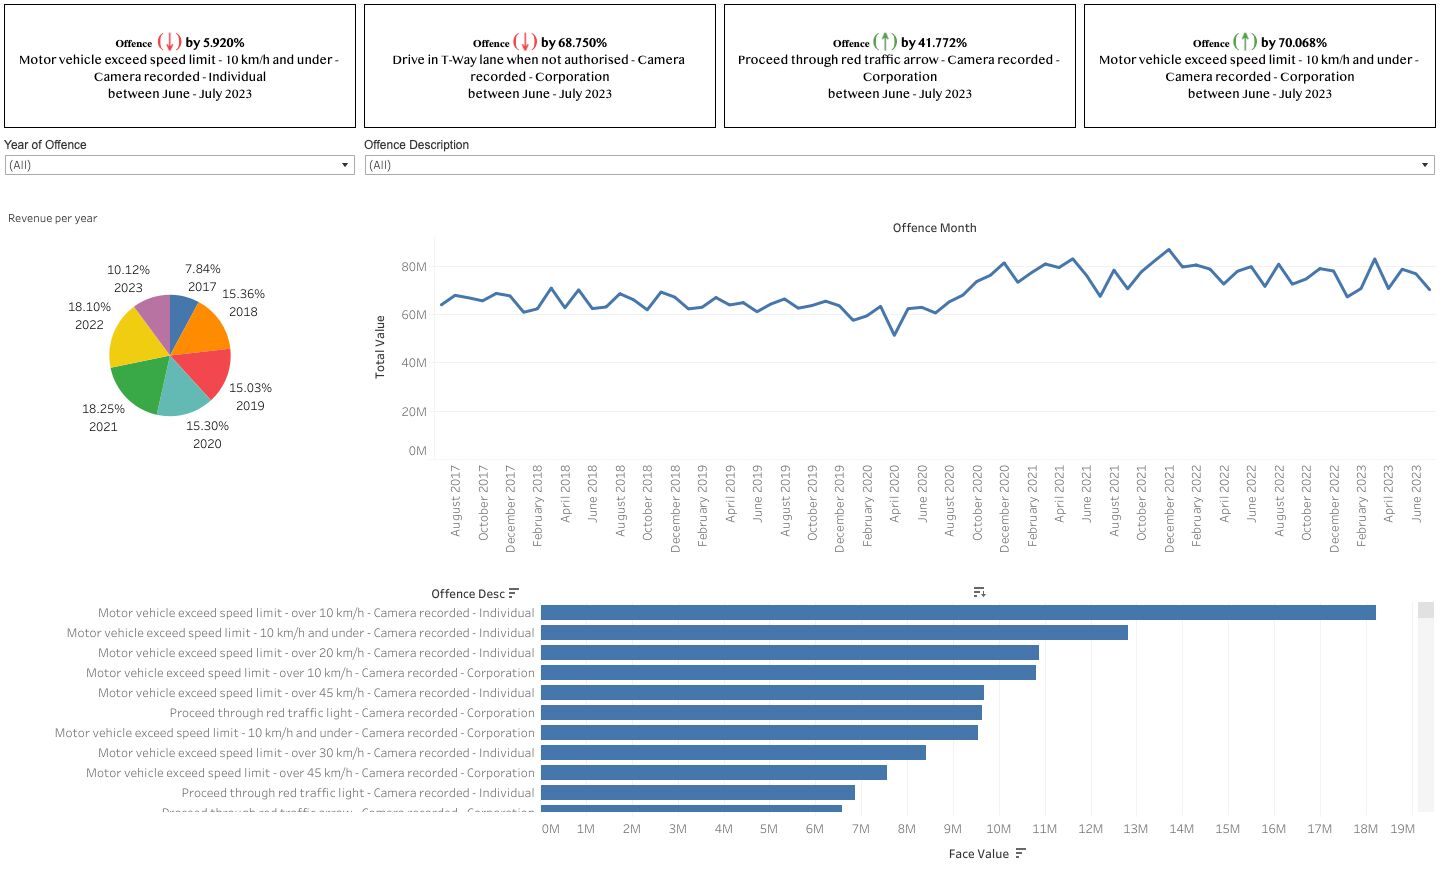 Offence (↓) by 5.920%
Motor vehicle exceed speed limit - 10 km/h and under -
Camera recorded - Individual
between June - July 2023
Offence (↓) by 68.750%
Drive in T-Way lane when not authorised - Camera
recorded - Corporation
between June - July 2023
Offence (↑) by 41.772%
Proceed through red traffic arrow - Camera recorded -
Corporation
between June - July 2023
Offence (↑) by 70.068%
Motor vehicle exceed speed limit - 10 km/h and under -
Camera recorded - Corporation
between June - July 2023
Year of Offence
(All)
Offence Description
(All)
Revenue per year
10.12%
2023
7.84%
2017
15.36%
2018
18.10%
2022
15.03%
2019
18.25%
2021
15.30%
2020
Offence Month
Total Value
80M
60M
40M
20M
0M
August 2017
October 2017
December 2017
February 2018
April 2018
June 2018
August 2018
October 2018
December 2018
February 2019
April 2019
June 2019
August 2019
October 2019
December 2019
February 2020
April 2020
June 2020
August 2020
October 2020
December 2020
February 2021
April 2021
June 2021
August 2021
October 2021
December 2021
February 2022
April 2022
June 2022
August 2022
October 2022
December 2022
February 2023
April 2023
June 2023
Offence Desc
Motor vehicle exceed speed limit - over 10 km/h - Camera recorded - Individual
Motor vehicle exceed speed limit - 10 km/h and under - Camera recorded - Individual
Motor vehicle exceed speed limit - over 20 km/h - Camera recorded - Individual
Motor vehicle exceed speed limit - over 10 km/h - Camera recorded - Corporation
Motor vehicle exceed speed limit - over 45 km/h - Camera recorded - Individual
Proceed through red traffic light - Camera recorded - Corporation
Motor vehicle exceed speed limit - 10 km/h and under - Camera recorded - Corporation
Motor vehicle exceed speed limit - over 30 km/h - Camera recorded - Individual
Motor vehicle exceed speed limit - over 45 km/h - Camera recorded - Corporation
Proceed through red traffic light - Camera recorded - Individual
Proceed through red traffic arrow - Camera recorded - Corporation
0M 1M 2M 3M 4M 5M 6M 7M 8M 9M 10M 11M 12M 13M 14M 15M 16M 17M 18M 19M
Face Value